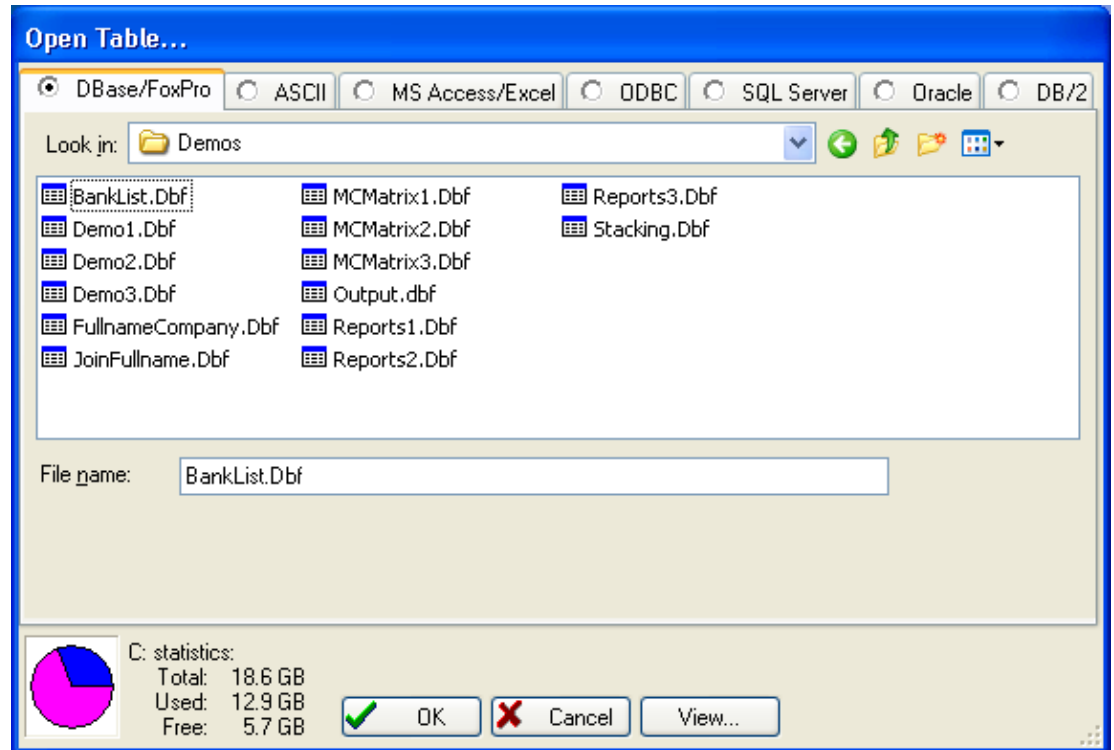 Open Table...
DBase/FoxPro ASCII MS Access/Excel ODBC SQL Server Oracle DB/2
Look in: Demos
BankList.Dbf MCMatrix1.Dbf Reports3.Dbf
Demo1.Dbf MCMatrix2.Dbf Stacking.Dbf
Demo2.Dbf MCMatrix3.Dbf
Demo3.Dbf Output.dbf
FullnameCompany.Dbf Reports1.Dbf
JoinFullname.Dbf Reports2.Dbf
File name: BankList.Dbf
C: statistics:
Total: 18.6 GB
Used: 12.9 GB
Free: 5.7 GB
OK Cancel View...